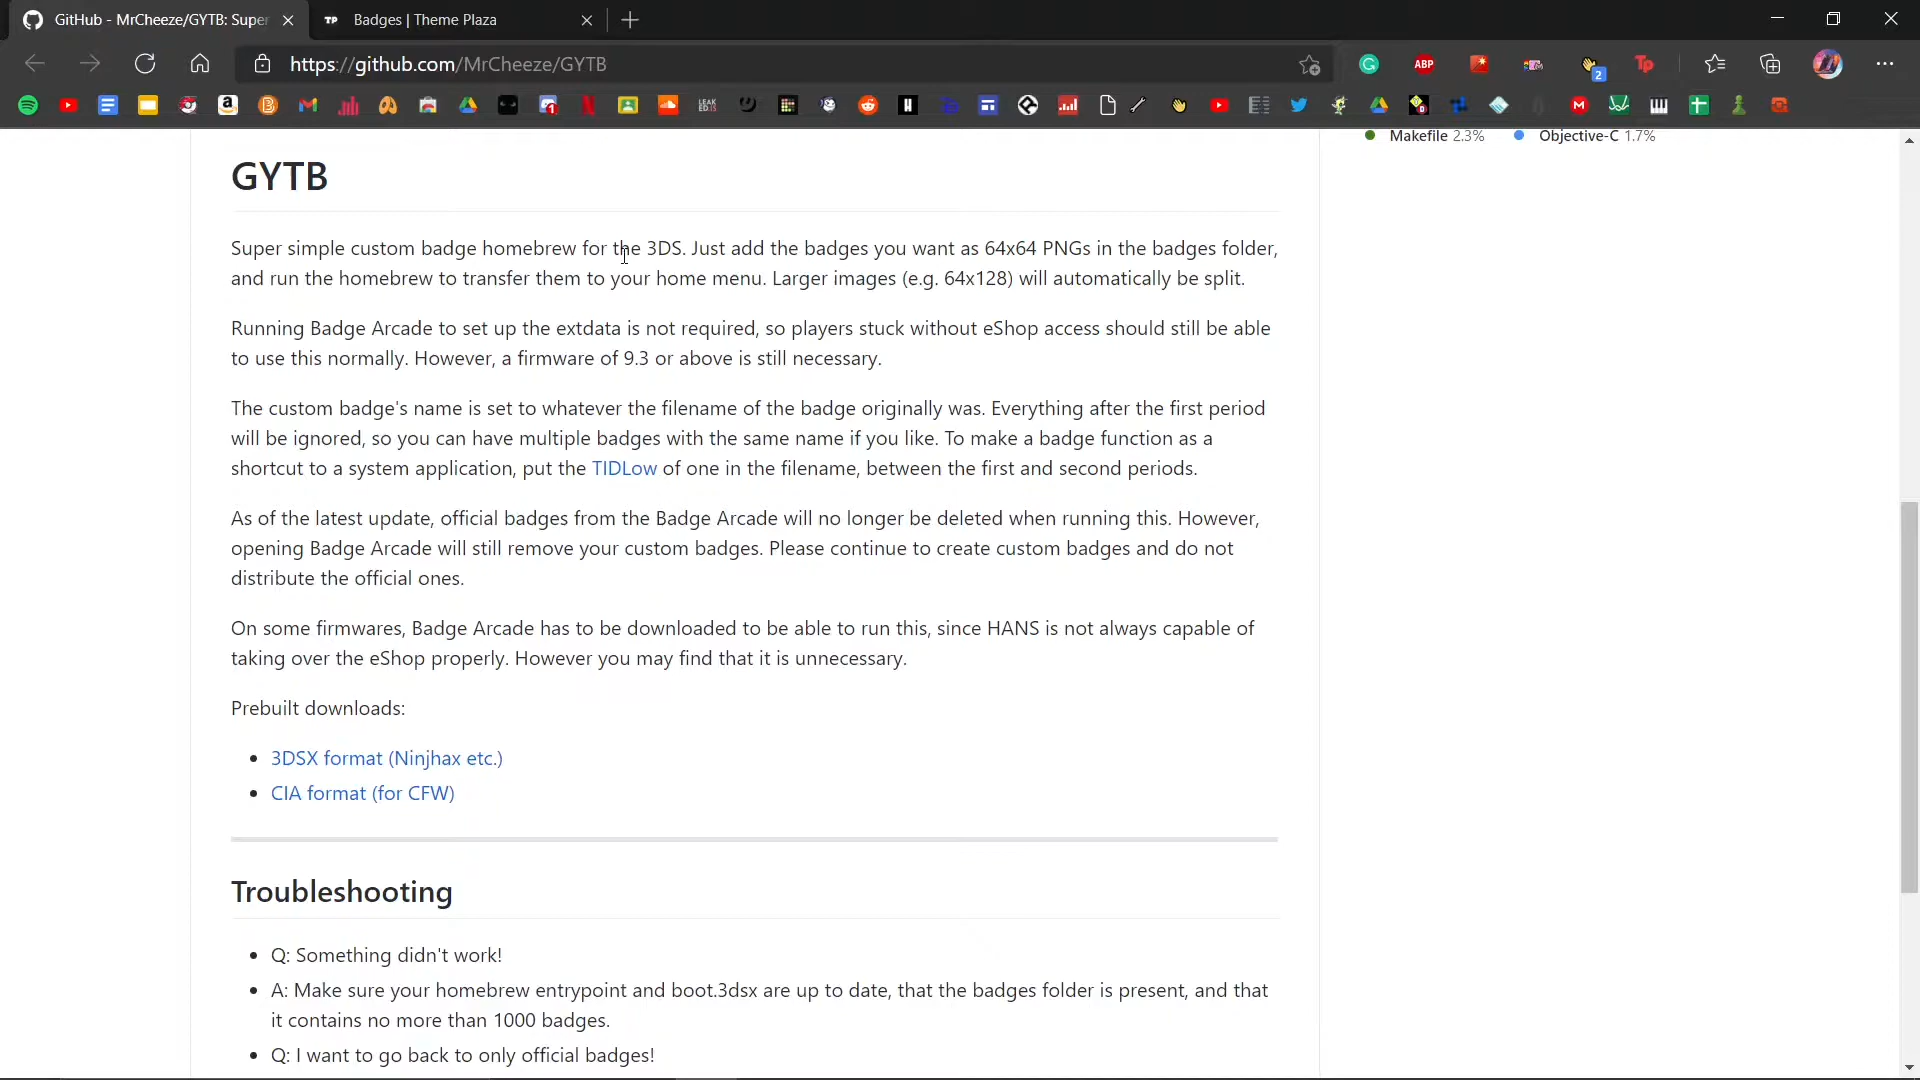 GitHub - MrCheeze/GYTB: Super
TP Badges | Theme Plaza
https://github.com/MrCheeze/GYTB
ABP
2
Tp
LEAK
Makefile 2.3% Objective-C 1.7%
GYTB
Super simple custom badge homebrew for the 3DS. Just add the badges you want as 64x64 PNGs in the badges folder,
and run the homebrew to transfer them to your home menu. Larger images (e.g. 64x128) will automatically be split.
Running Badge Arcade to set up the extdata is not required, so players stuck without eShop access should still be able
to use this normally. However, a firmware of 9.3 or above is still necessary.
The custom badge's name is set to whatever the filename of the badge originally was. Everything after the first period
will be ignored, so you can have multiple badges with the same name if you like. To make a badge function as a
shortcut to a system application, put the TIDLow of one in the filename, between the first and second periods.
As of the latest update, official badges from the Badge Arcade will no longer be deleted when running this. However,
opening Badge Arcade will still remove your custom badges. Please continue to create custom badges and do not
distribute the official ones.
On some firmwares, Badge Arcade has to be downloaded to be able to run this, since HANS is not always capable of
taking over the eShop properly. However you may find that it is unnecessary.
Prebuilt downloads:
3DSX format (Ninjhax etc.)
CIA format (for CFW)
Troubleshooting
Q: Something didn't work!
A: Make sure your homebrew entrypoint and boot.3dsx are up to date, that the badges folder is present, and that
it contains no more than 1000 badges.
Q: I want to go back to only official badges!